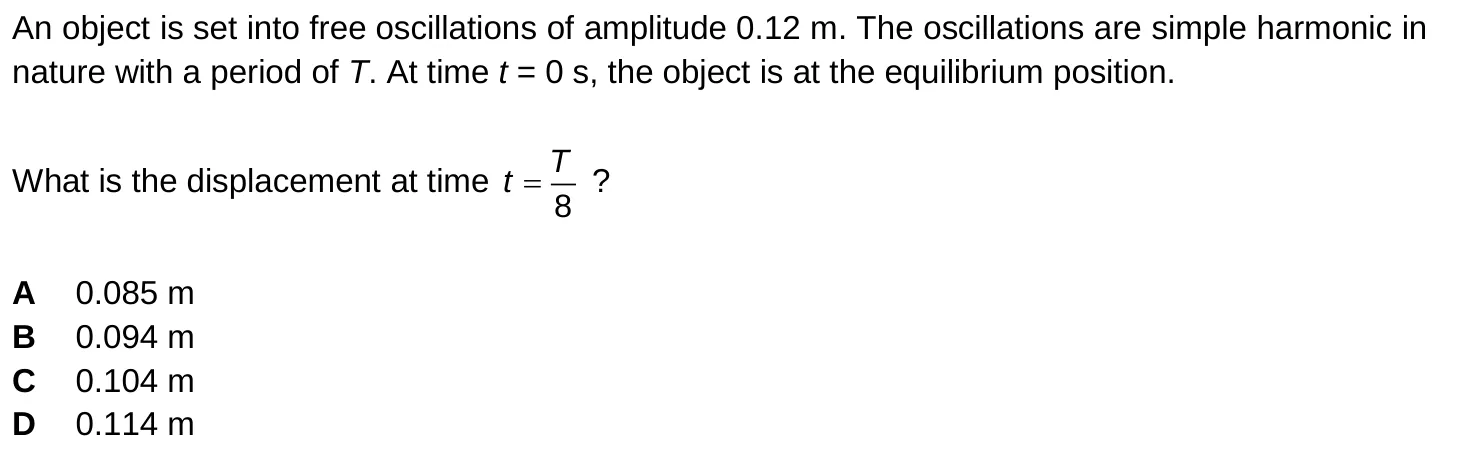 An object is set into free oscillations of amplitude 0.12 m. The oscillations are simple harmonic in
nature with a period of T. At time t = 0 s, the object is at the equilibrium position.
What is the displacement at time t = T/8 ?
A 0.085 m
B 0.094 m
C 0.104 m
D 0.114 m